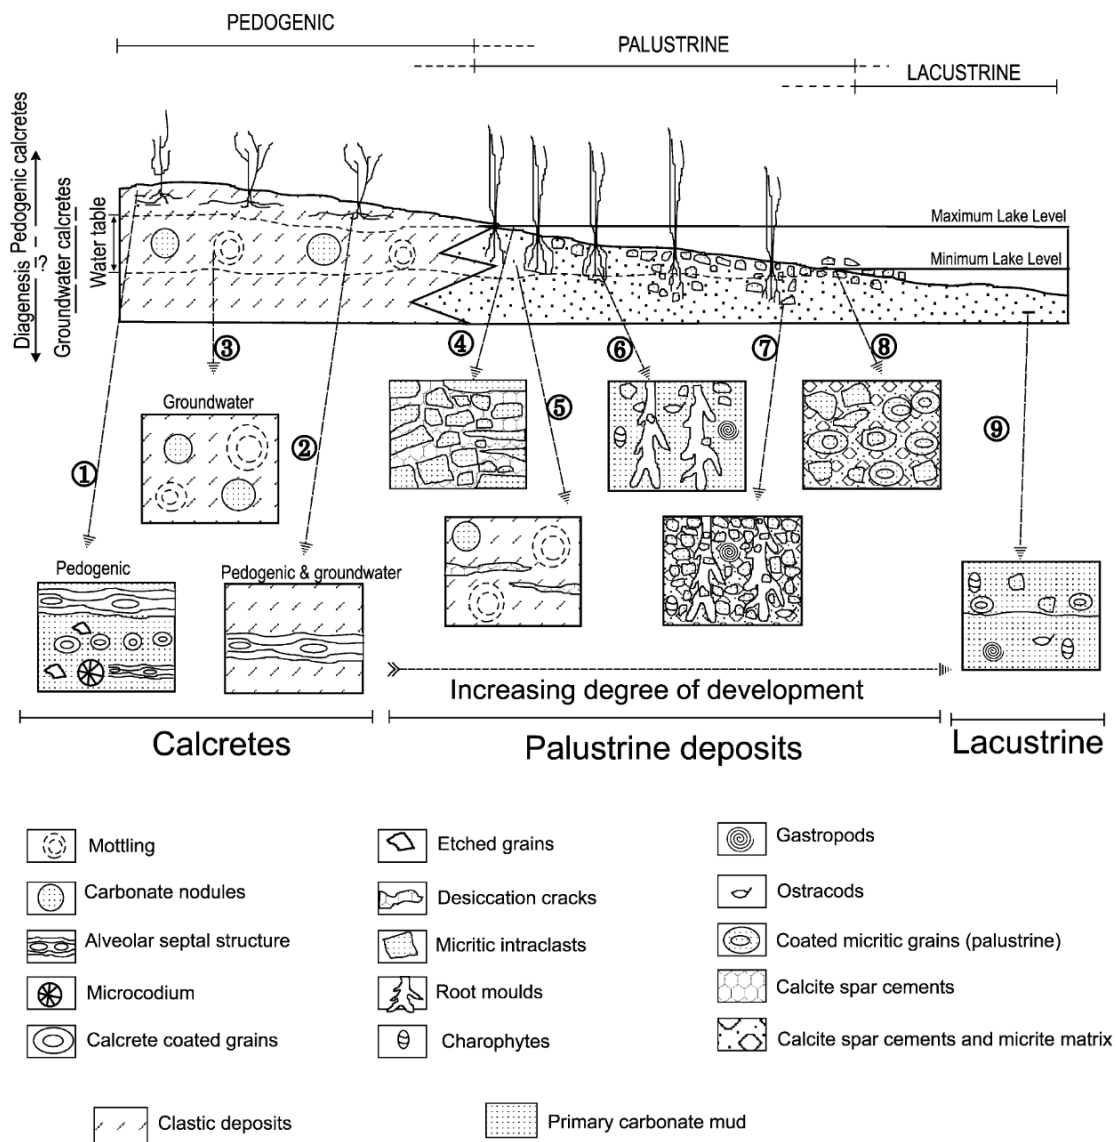 PEDOGENIC
PALUSTRINE
LACUSTRINE
Diagenesis Pedogenic calcretes
?
Groundwater calcretes
Water table
Maximum Lake Level
Minimum Lake Level
③
④
⑥
⑦
⑧
Groundwater
②
⑤
⑨
①
Pedogenic
Pedogenic & groundwater
Increasing degree of development
Calcretes
Palustrine deposits
Lacustrine
Mottling
Etched grains
Gastropods
Carbonate nodules
Desiccation cracks
Ostracods
Alveolar septal structure
Micritic intraclasts
Coated micritic grains (palustrine)
Microcodium
Root moulds
Calcite spar cements
Calcrete coated grains
Charophytes
Calcite spar cements and micrite matrix
Clastic deposits
Primary carbonate mud